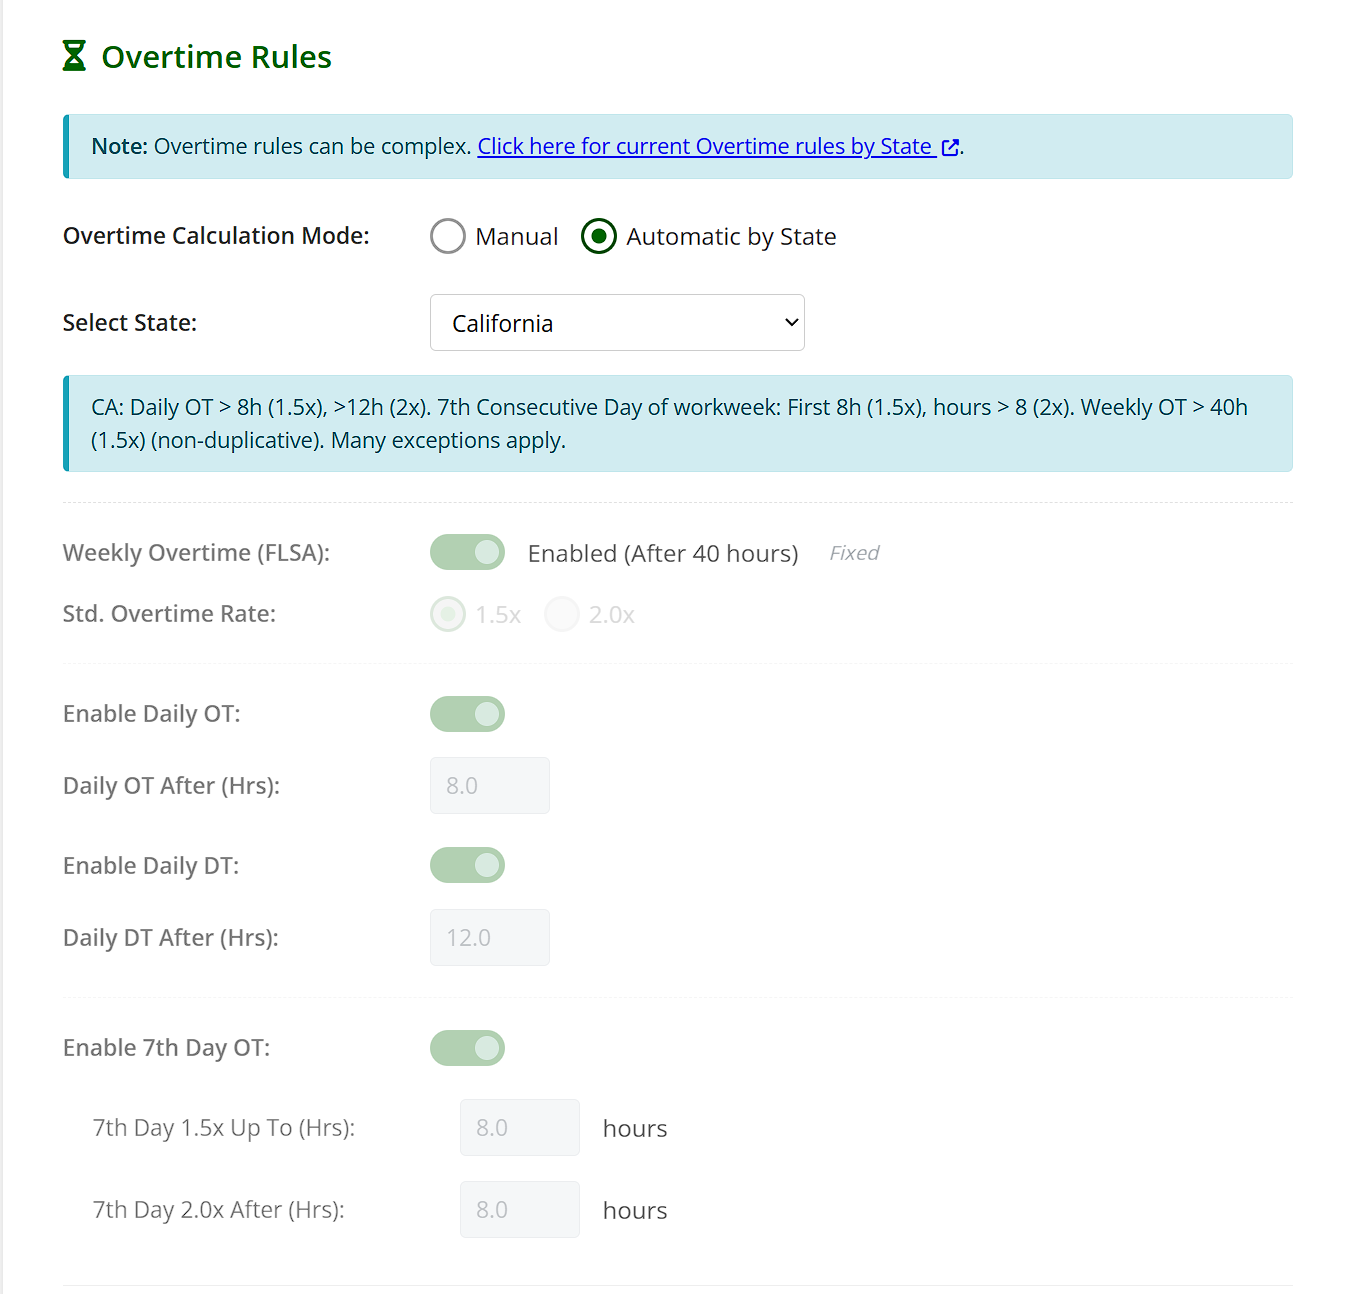 Overtime Rules
Note: Overtime rules can be complex. Click here for current Overtime rules by State .
Overtime Calculation Mode: Manual Automatic by State
Select State: California
CA: Daily OT > 8h (1.5x), >12h (2x). 7th Consecutive Day of workweek: First 8h (1.5x), hours > 8 (2x). Weekly OT > 40h
(1.5x) (non-duplicative). Many exceptions apply.
Weekly Overtime (FLSA): Enabled (After 40 hours) Fixed
Std. Overtime Rate: 1.5x 2.0x
Enable Daily OT:
Daily OT After (Hrs): 8.0
Enable Daily DT:
Daily DT After (Hrs): 12.0
Enable 7th Day OT:
7th Day 1.5x Up To (Hrs): 8.0 hours
7th Day 2.0x After (Hrs): 8.0 hours